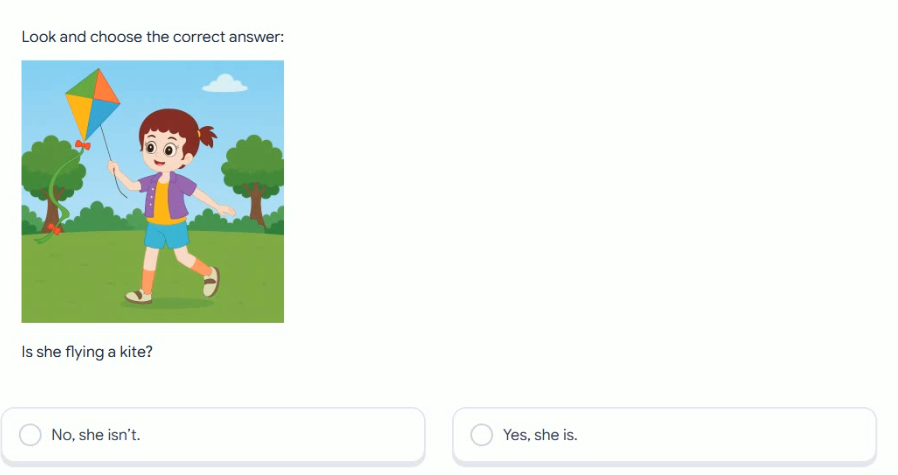 Look and choose the correct answer:
Is she flying a kite?
No, she isn't.
Yes, she is.